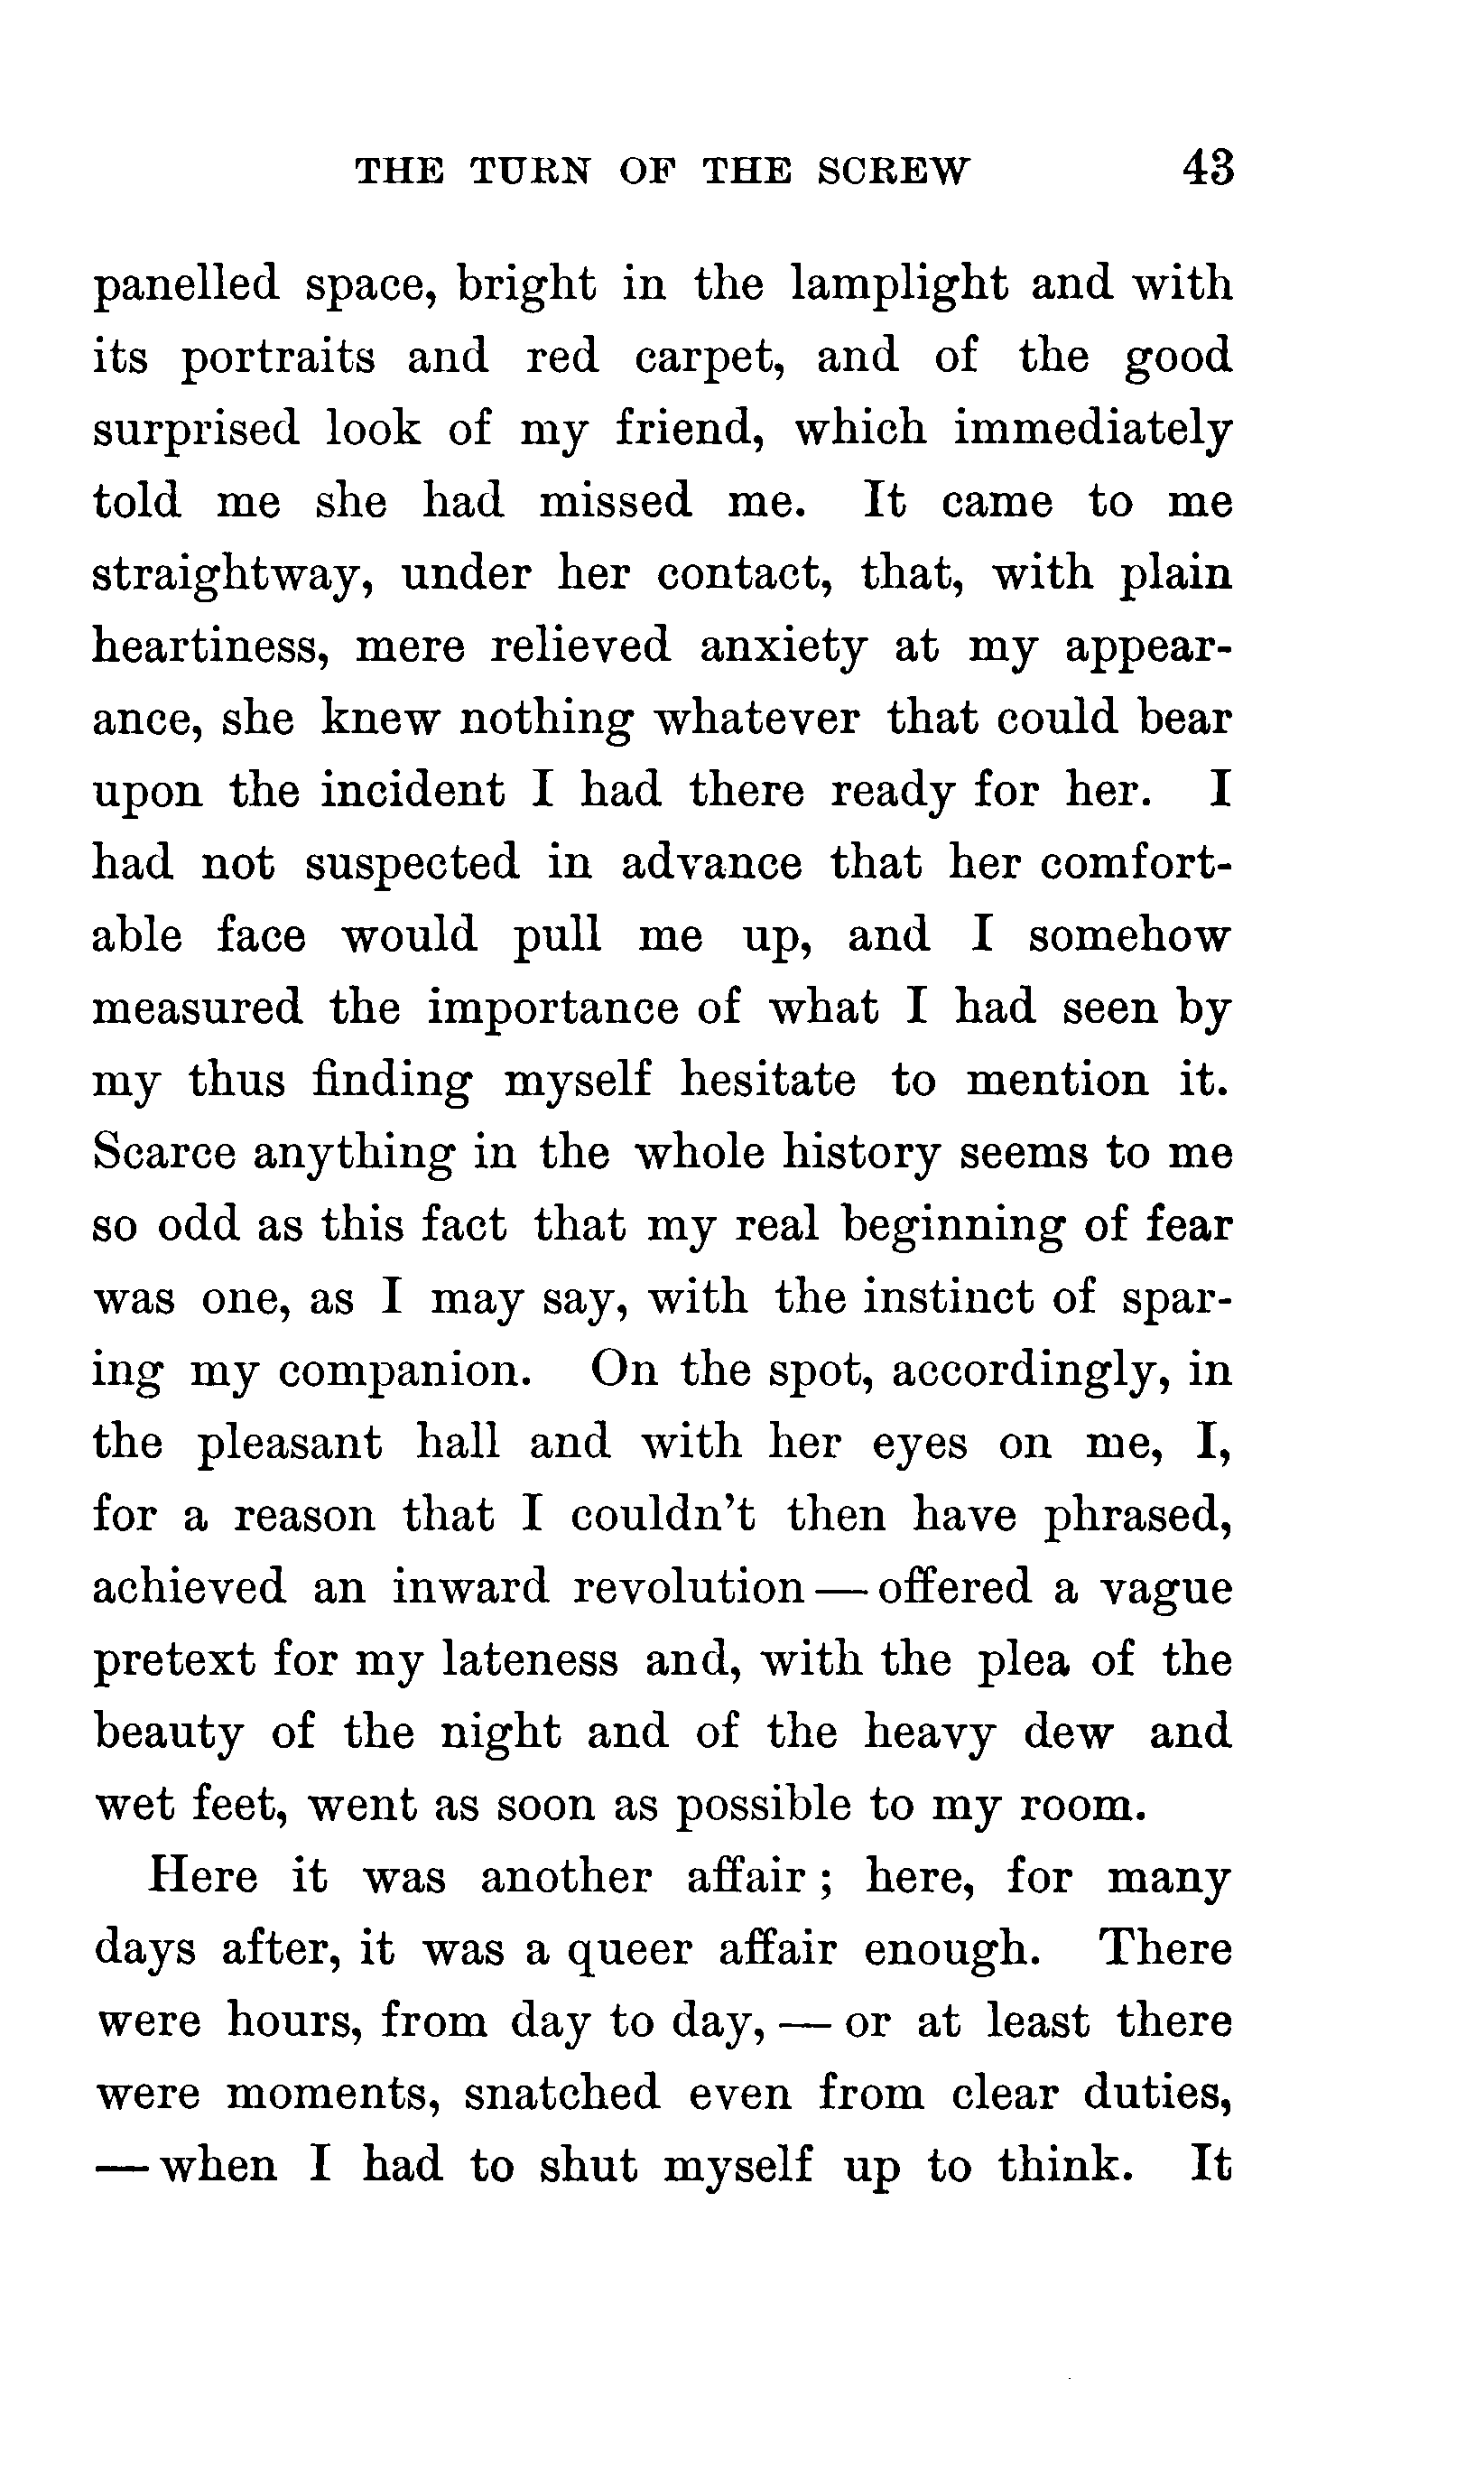 THE TURN OF THE SCREW 43
panelled space, bright in the lamplight and with
its portraits and red carpet, and of the good
surprised look of my friend, which immediately
told me she had missed me. It came to me
straightway, under her contact, that, with plain
heartiness, mere relieved anxiety at my appear-
ance, she knew nothing whatever that could bear
upon the incident I had there ready for her. I
had not suspected in advance that her comfort-
able face would pull me up, and I somehow
measured the importance of what I had seen by
my thus finding myself hesitate to mention it.
Scarce anything in the whole history seems to me
so odd as this fact that my real beginning of fear
was one, as I may say, with the instinct of spar-
ing my companion. On the spot, accordingly, in
the pleasant hall and with her eyes on me, I,
for a reason that I couldn't then have phrased,
achieved an inward revolution — offered a vague
pretext for my lateness and, with the plea of the
beauty of the night and of the heavy dew and
wet feet, went as soon as possible to my room.
Here it was another affair; here, for many
days after, it was a queer affair enough. There
were hours, from day to day, — or at least there
were moments, snatched even from clear duties,
— when I had to shut myself up to think. It